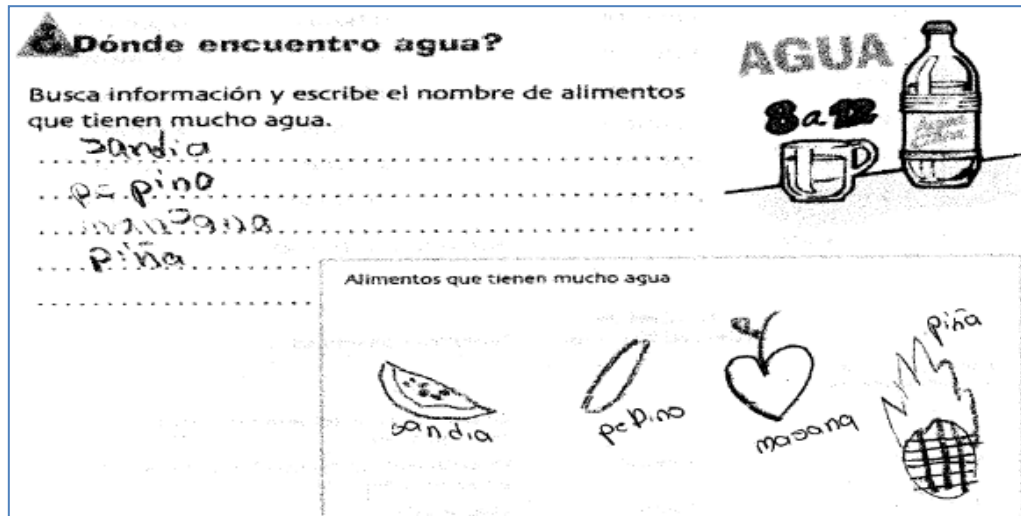 ¿Dónde encuentro agua?
Busca información y escribe el nombre de alimentos
que tienen mucho agua.
sandia
pepino
manzana
piña
AGUA
8 a 12
Alimentos que tienen mucho agua
sandia
pepino
masana
piña